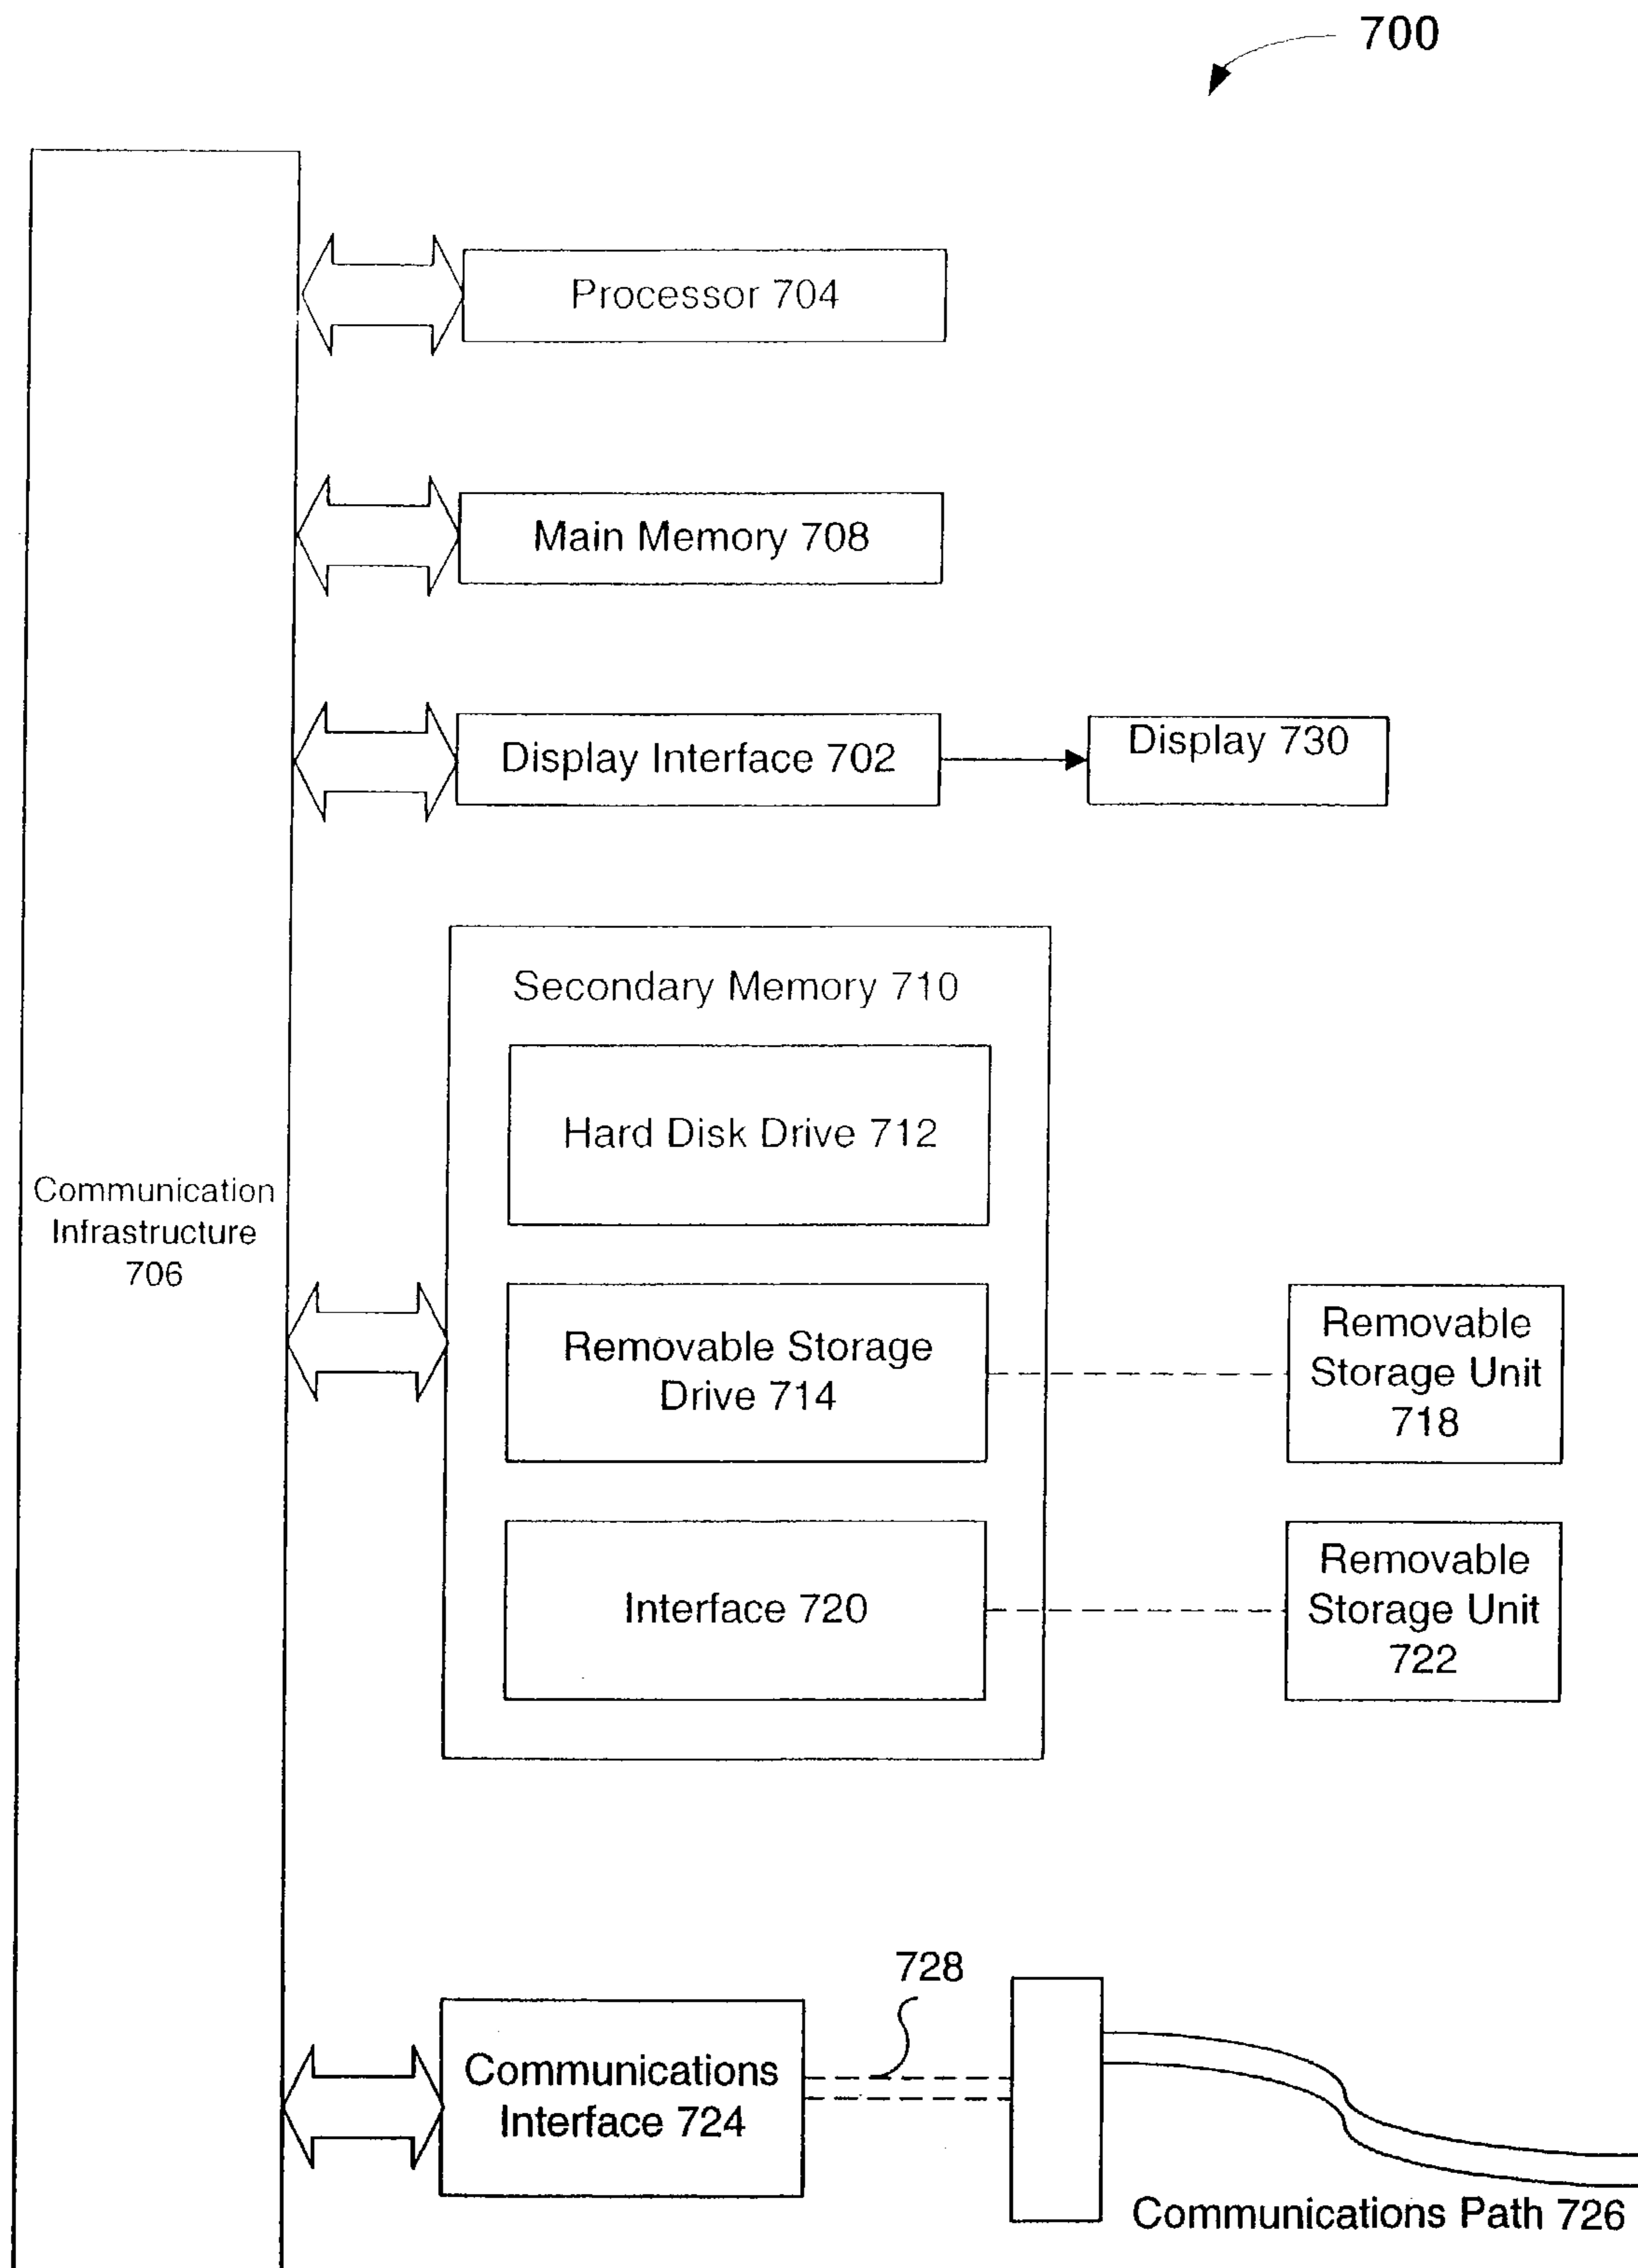 700
Processor 704
Main Memory 708
Display Interface 702
Display 730
Secondary Memory 710
Hard Disk Drive 712
Communication
Infrastructure
706
Removable Storage
Drive 714
Removable
Storage Unit
718
Interface 720
Removable
Storage Unit
722
728
Communications
Interface 724
Communications Path 726